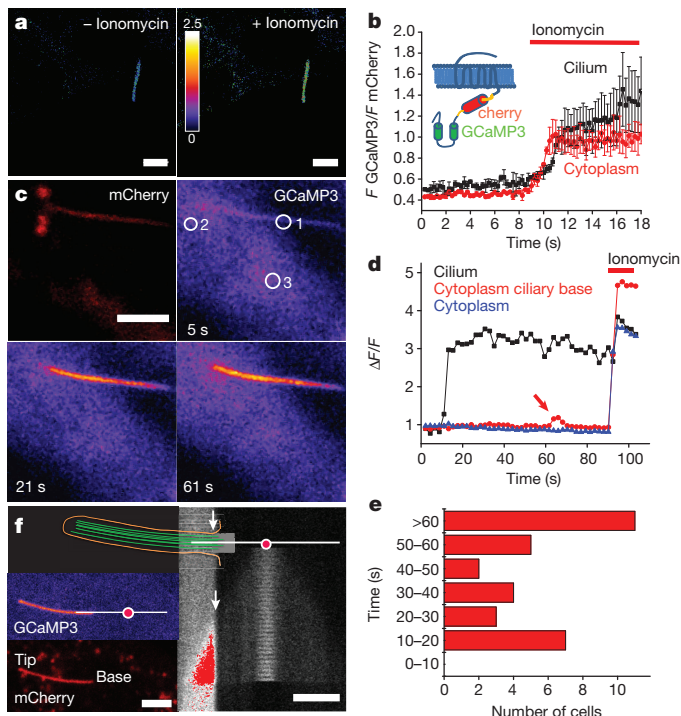 a
– Ionomycin
+ Ionomycin
2.5
0
b
Ionomycin
F GCaMP3/F mCherry
2.0
1.8
1.6
1.4
1.2
1.0
0.8
0.6
0.4
Cilium
cherry
GCaMP3
Cytoplasm
0 2 4 6 8 10 12 14 16 18
Time (s)
c
mCherry
GCaMP3
2
1
3
5 s
21 s
61 s
d
Ionomycin
Cilium
Cytoplasm ciliary base
Cytoplasm
ΔF/F
5
4
3
2
1
0 20 40 60 80 100
Time (s)
e
Time (s)
>60
50–60
40–50
30–40
20–30
10–20
0–10
0 2 4 6 8 10
Number of cells
f
GCaMP3
Tip
Base
mCherry